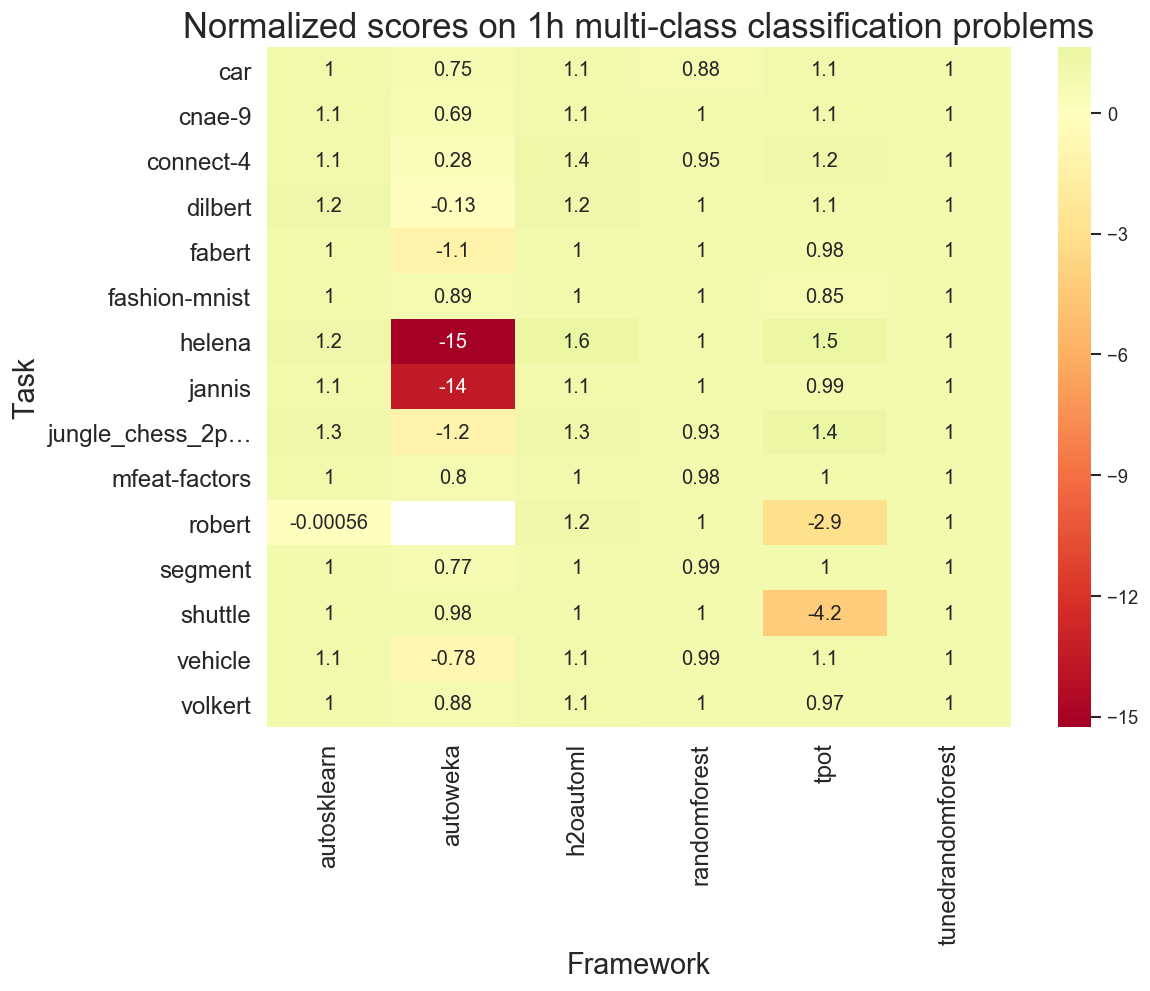 Normalized scores on 1h multi-class classification problems
Task
car 1 0.75 1.1 0.88 1.1 1
cnae-9 1.1 0.69 1.1 1 1.1 1
connect-4 1.1 0.28 1.4 0.95 1.2 1
dilbert 1.2 -0.13 1.2 1 1.1 1
fabert 1 -1.1 1 1 0.98 1
fashion-mnist 1 0.89 1 1 0.85 1
helena 1.2 -15 1.6 1 1.5 1
jannis 1.1 -14 1.1 1 0.99 1
jungle_chess_2p… 1.3 -1.2 1.3 0.93 1.4 1
mfeat-factors 1 0.8 1 0.98 1 1
robert -0.00056 1.2 1 -2.9 1
segment 1 0.77 1 0.99 1 1
shuttle 1 0.98 1 1 -4.2 1
vehicle 1.1 -0.78 1.1 0.99 1.1 1
volkert 1 0.88 1.1 1 0.97 1
autosklearn
autoweka
h2oautoml
randomforest
tpot
tunedrandomforest
Framework
0
−3
−6
−9
−12
−15